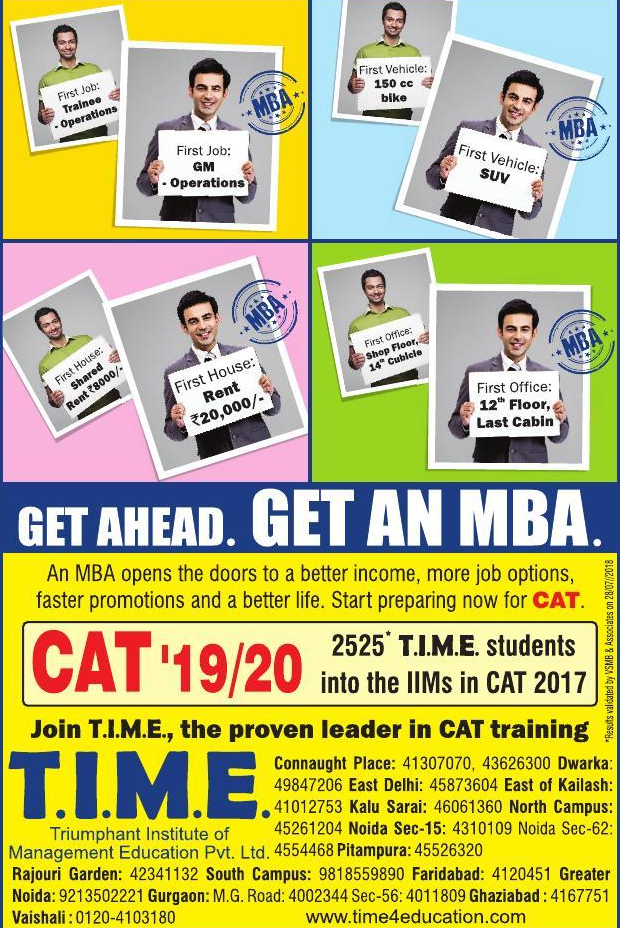 First Job:
Trainee
- Operations
First Job:
GM
- Operations
MBA
First Vehicle:
150 cc
bike
First Vehicle:
SUV
MBA
First House:
Shared
Rent ₹8000/-
First House:
Rent
₹20,000/-
MBA
First Office:
Shop Floor,
14th Cubicle
First Office:
12th Floor,
Last Cabin
MBA
GET AHEAD. GET AN MBA.
An MBA opens the doors to a better income, more job options,
faster promotions and a better life. Start preparing now for CAT.
CAT '19/20
2525* T.I.M.E. students
into the IIMs in CAT 2017
*Results validated by VSMB & Associates on 28/07//2018
Join T.I.M.E., the proven leader in CAT training
T.I.M.E.
Triumphant Institute of
Management Education Pvt. Ltd.
Connaught Place: 41307070, 43626300 Dwarka:
49847206 East Delhi: 45873604 East of Kailash:
41012753 Kalu Sarai: 46061360 North Campus:
45261204 Noida Sec-15: 4310109 Noida Sec-62:
4554468 Pitampura: 45526320
Rajouri Garden: 42341132 South Campus: 9818559890 Faridabad: 4120451 Greater
Noida: 9213502221 Gurgaon: M.G. Road: 4002344 Sec-56: 4011809 Ghaziabad : 4167751
Vaishali : 0120-4103180
www.time4education.com